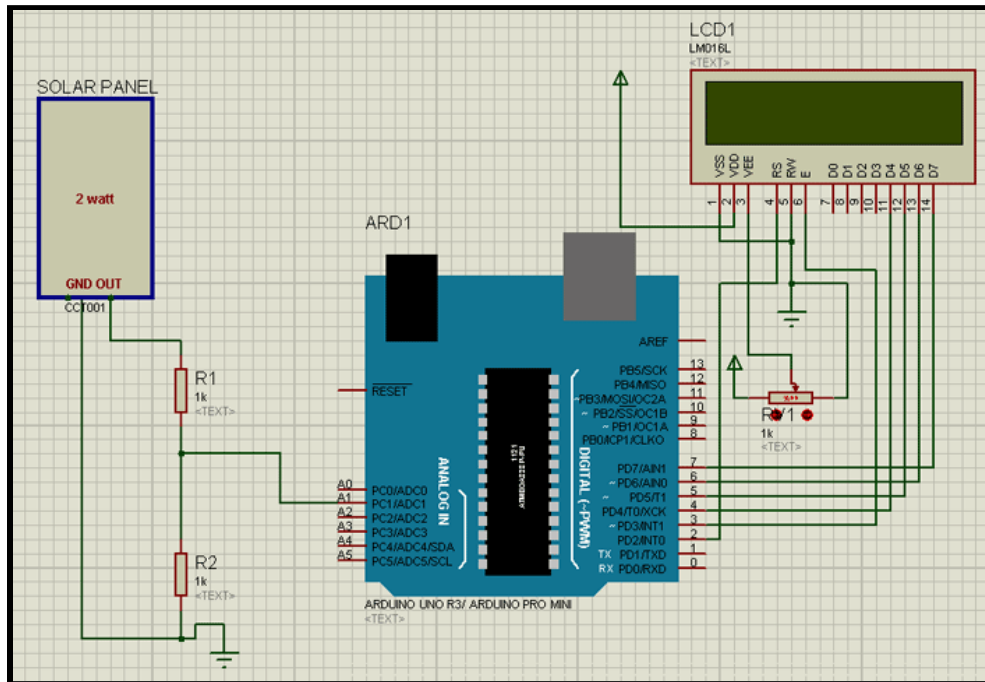 LCD1
LM016L
<TEXT>
VSS VDD VEE RS RW E D0 D1 D2 D3 D4 D5 D6 D7
1 2 3 4 5 6 7 8 9 10 11 12 13 14
SOLAR PANEL
2 watt
GND OUT
CCT001
R1
1k
<TEXT>
R2
1k
<TEXT>
ARD1
RESET
AREF
PB5/SCK 13
PB4/MISO 12
~PB3/MOSI/OC2A 11
~PB2/SS/OC1B 10
~PB1/OC1A 9
PB0/ICP1/CLKO 8
ANALOG IN
DIGITAL (~PWM)
1121
A0 PC0/ADC0
A1 PC1/ADC1
A2 PC2/ADC2
A3 PC3/ADC3
A4 PC4/ADC4/SDA
A5 PC5/ADC5/SCL
PD7/AIN1 7
~PD6/AIN0 6
~PD5/T1 5
PD4/T0/XCK 4
~PD3/INT1 3
PD2/INT0 2
TX PD1/TXD 1
RX PD0/RXD 0
ARDUINO UNO R3/ ARDUINO PRO MINI
<TEXT>
RV1
1k
<TEXT>